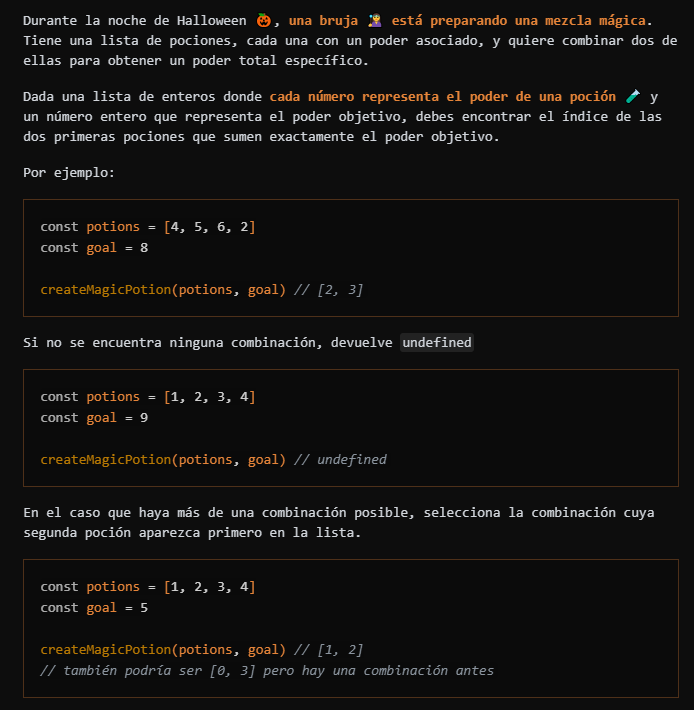 Durante la noche de Halloween 🎃, una bruja 🧙‍♀️ está preparando una mezcla mágica.
Tiene una lista de pociones, cada una con un poder asociado, y quiere combinar dos de
ellas para obtener un poder total específico.
Dada una lista de enteros donde cada número representa el poder de una poción 🧪 y
un número entero que representa el poder objetivo, debes encontrar el índice de las
dos primeras pociones que sumen exactamente el poder objetivo.
Por ejemplo:
const potions = [4, 5, 6, 2]
const goal = 8
createMagicPotion(potions, goal) // [2, 3]
Si no se encuentra ninguna combinación, devuelve undefined
const potions = [1, 2, 3, 4]
const goal = 9
createMagicPotion(potions, goal) // undefined
En el caso que haya más de una combinación posible, selecciona la combinación cuya
segunda poción aparezca primero en la lista.
const potions = [1, 2, 3, 4]
const goal = 5
createMagicPotion(potions, goal) // [1, 2]
// también podría ser [0, 3] pero hay una combinación antes